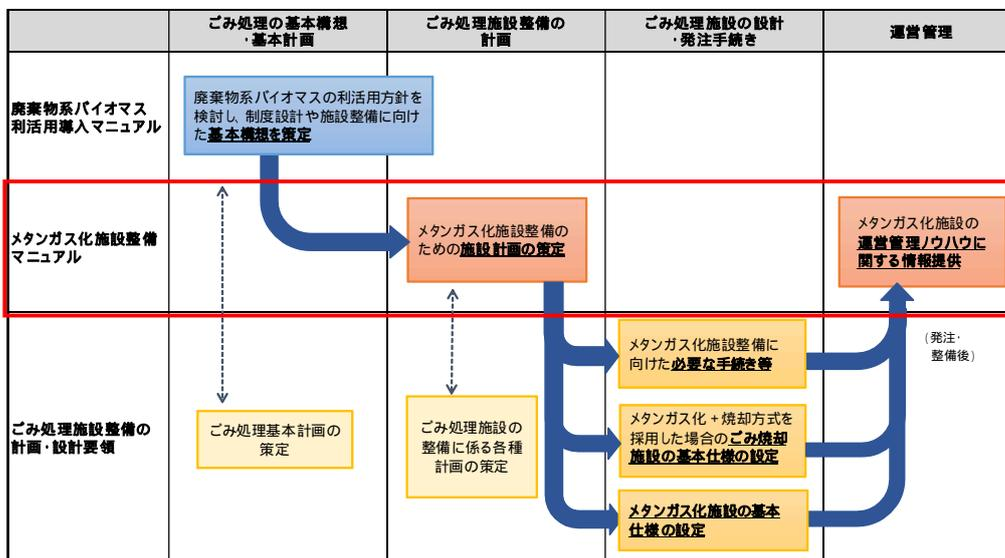 ごみ処理の基本構想
・基本計画
ごみ処理施設整備の
計画
ごみ処理施設の設計
・発注手続き
運営管理
廃棄物系バイオマス
利活用導入マニュアル
廃棄物系バイオマスの利活用方針を
検討し、制度設計や施設整備に向け
た基本構想を策定
メタンガス化施設整備
マニュアル
メタンガス化施設整備の
ための施設計画の策定
メタンガス化施設の
運営管理ノウハウに
関する情報提供
ごみ処理施設整備の
計画・設計要領
ごみ処理基本計画の
策定
ごみ処理施設の
整備に係る各種
計画の策定
メタンガス化施設整備に
向けた必要な手続き等
メタンガス化+焼却方式を
採用した場合のごみ焼却
施設の基本仕様の設定
メタンガス化施設の基本
仕様の設定
(発注・
整備後)